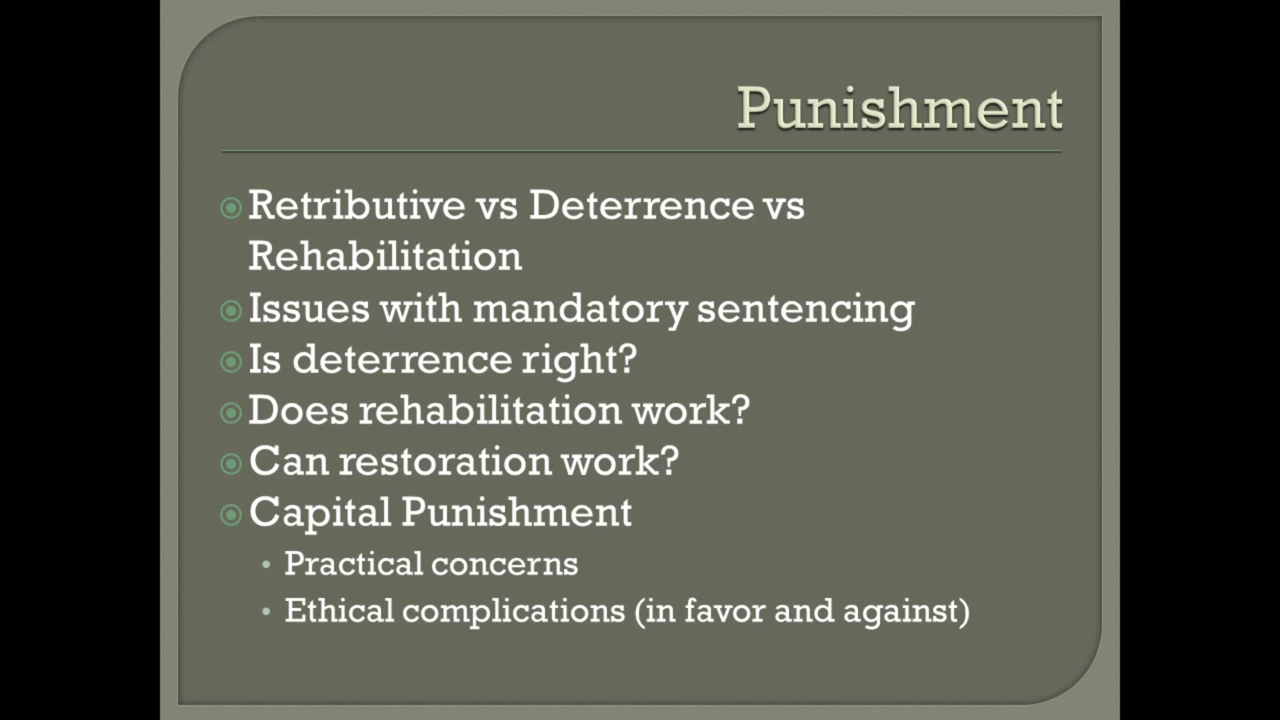 Punishment
Retributive vs Deterrence vs
Rehabilitation
Issues with mandatory sentencing
Is deterrence right?
Does rehabilitation work?
Can restoration work?
Capital Punishment
Practical concerns
Ethical complications (in favor and against)